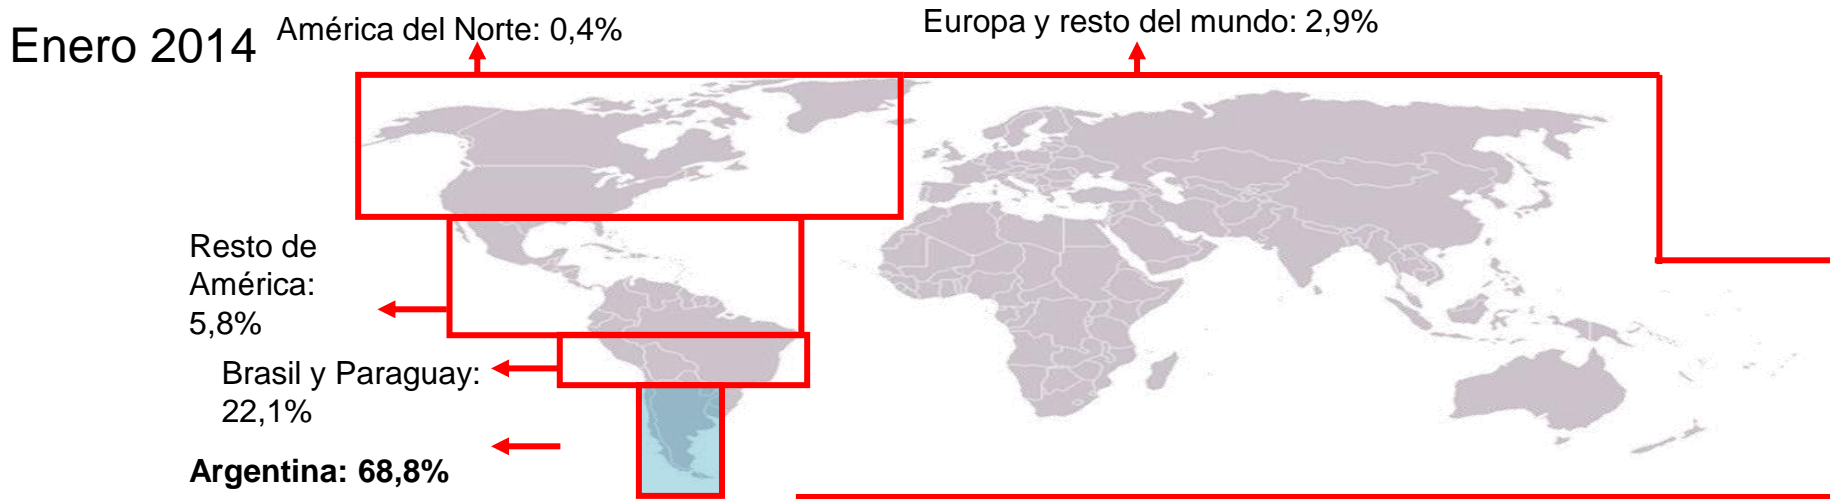 Enero 2014
América del Norte: 0,4%
Europa y resto del mundo: 2,9%
Resto de
América:
5,8%
Brasil y Paraguay:
22,1%
Argentina: 68,8%